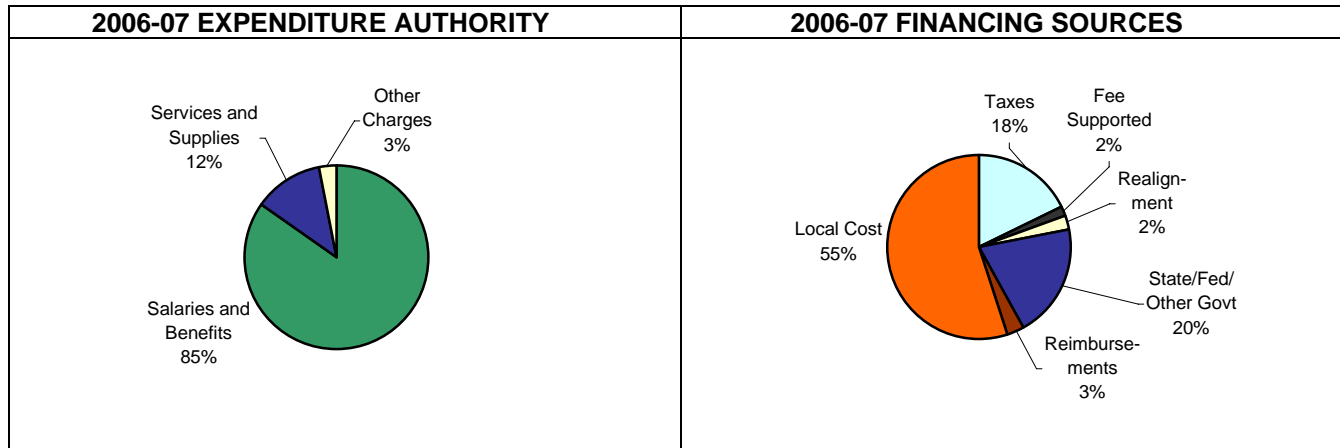 2006-07 EXPENDITURE AUTHORITY
Other
Charges
3%
Services and
Supplies
12%
Salaries and
Benefits
85%
2006-07 FINANCING SOURCES
Taxes
18%
Fee
Supported
2%
Realign-
ment
2%
State/Fed/
Other Govt
20%
Reimburse-
ments
3%
Local Cost
55%